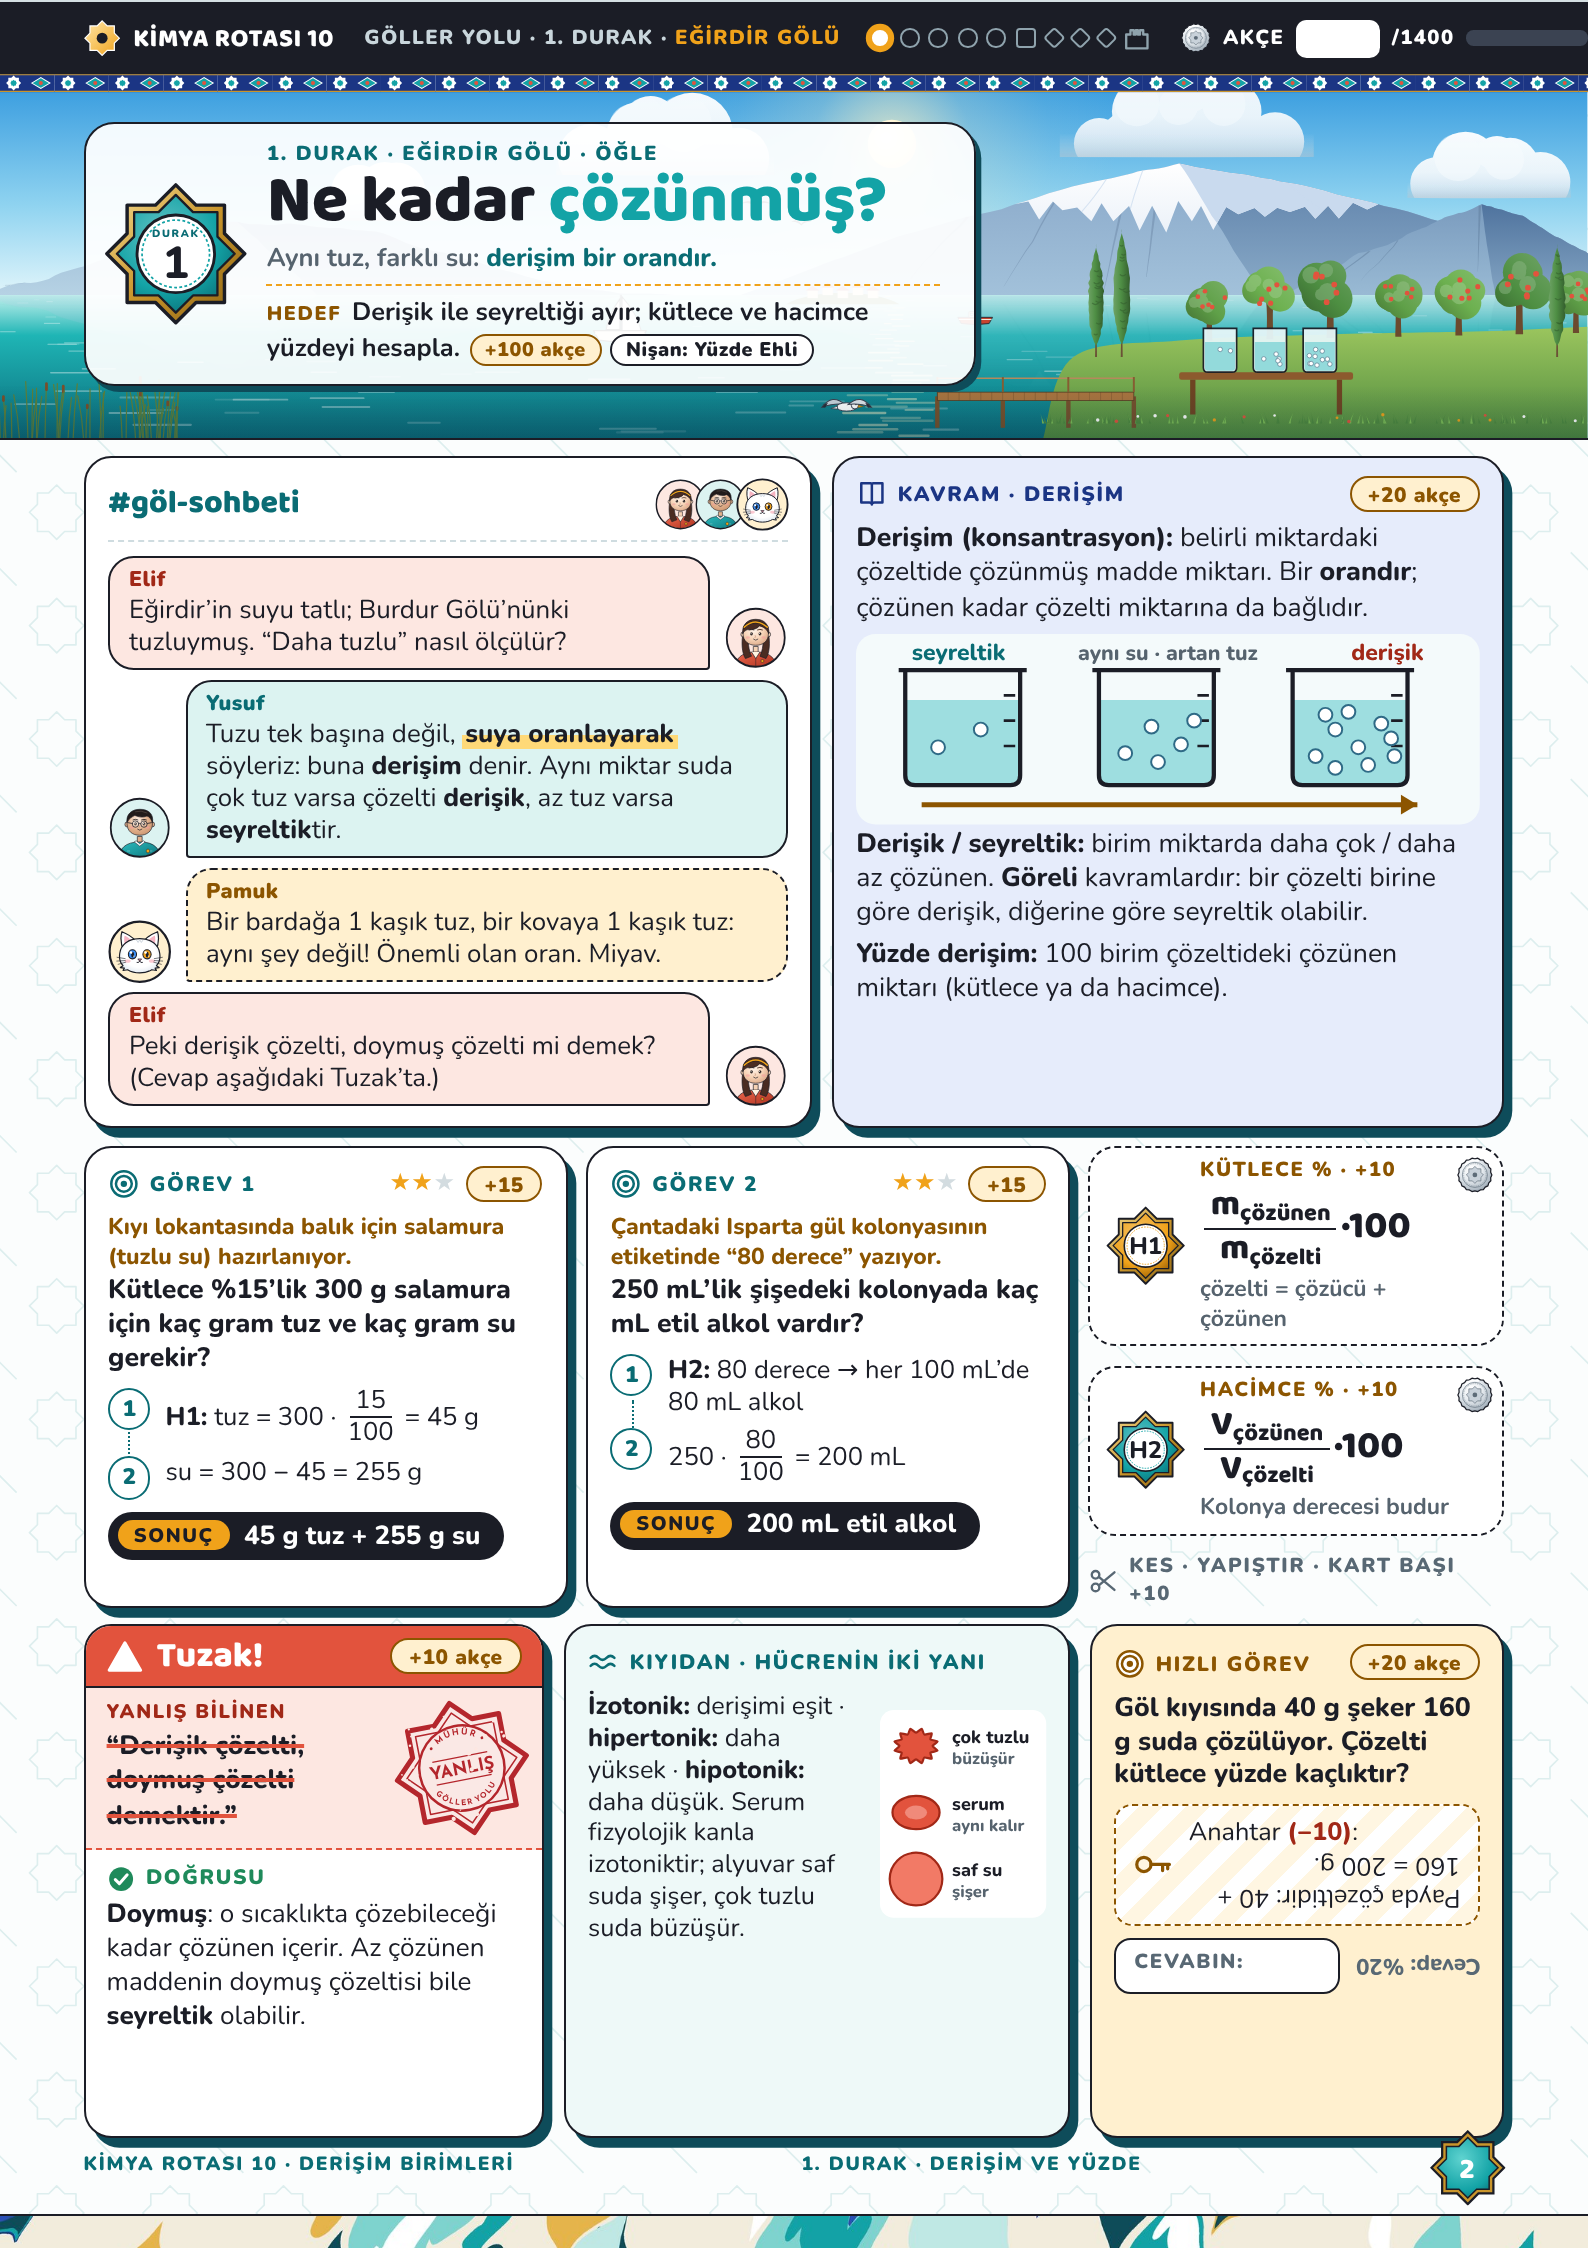 KİMYA ROTASI 10 GÖLLER YOLU · 1. DURAK · EĞİRDİR GÖLÜ AKÇE /1400
1. DURAK · EĞİRDİR GÖLÜ · ÖĞLE
DURAK
1
Ne kadar çözünmüş?
Aynı tuz, farklı su: derişim bir orandır.
HEDEF Derişik ile seyreltiği ayır; kütlece ve hacimce
yüzdeyi hesapla. +100 akçe Nişan: Yüzde Ehli
#göl-sohbeti
Elif
Eğirdir’in suyu tatlı; Burdur Gölü’nünki
tuzluymuş. “Daha tuzlu” nasıl ölçülür?
Yusuf
Tuzu tek başına değil, suya oranlayarak
söyleriz: buna derişim denir. Aynı miktar suda
çok tuz varsa çözelti derişik, az tuz varsa
seyreltiktir.
Pamuk
Bir bardağa 1 kaşık tuz, bir kovaya 1 kaşık tuz:
aynı şey değil! Önemli olan oran. Miyav.
Elif
Peki derişik çözelti, doymuş çözelti mi demek?
(Cevap aşağıdaki Tuzak’ta.)
KAVRAM · DERİŞİM +20 akçe
Derişim (konsantrasyon): belirli miktardaki
çözeltide çözünmüş madde miktarı. Bir orandır;
çözünen kadar çözelti miktarına da bağlıdır.
seyreltik aynı su · artan tuz derişik
Derişik / seyreltik: birim miktarda daha çok / daha
az çözünen. Göreli kavramlardır: bir çözelti birine
göre derişik, diğerine göre seyreltik olabilir.
Yüzde derişim: 100 birim çözeltideki çözünen
miktarı (kütlece ya da hacimce).
GÖREV 1 ★★★ +15
Kıyı lokantasında balık için salamura
(tuzlu su) hazırlanıyor.
Kütlece %15’lik 300 g salamura
için kaç gram tuz ve kaç gram su
gerekir?
1 H1: tuz = 300 · 15/100 = 45 g
2 su = 300 − 45 = 255 g
SONUÇ 45 g tuz + 255 g su
GÖREV 2 ★★★ +15
Çantadaki Isparta gül kolonyasının
etiketinde “80 derece” yazıyor.
250 mL’lik şişedeki kolonyada kaç
mL etil alkol vardır?
1 H2: 80 derece → her 100 mL’de
80 mL alkol
2 250 · 80/100 = 200 mL
SONUÇ 200 mL etil alkol
KÜTLECE % · +10
H1
mçözünen/mçözelti ·100
çözelti = çözücü +
çözünen
HACİMCE % · +10
H2
Vçözünen/Vçözelti ·100
Kolonya derecesi budur
KES · YAPIŞTIR · KART BAŞI
+10
Tuzak! +10 akçe
YANLIŞ BİLİNEN
“Derişik çözelti,
doymuş çözelti
demektir.”
MÜHÜR
YANLIŞ
GÖLLER YOLU
DOĞRUSU
Doymuş: o sıcaklıkta çözebileceği
kadar çözünen içerir. Az çözünen
maddenin doymuş çözeltisi bile
seyreltik olabilir.
KIYIDAN · HÜCRENİN İKİ YANI
İzotonik: derişimi eşit ·
hipertonik: daha
yüksek · hipotonik:
daha düşük. Serum
fizyolojik kanla
izotoniktir; alyuvar saf
suda şişer, çok tuzlu
suda büzüşür.
çok tuzlu
büzüşür
serum
aynı kalır
saf su
şişer
HIZLI GÖREV +20 akçe
Göl kıyısında 40 g şeker 160
g suda çözülüyor. Çözelti
kütlece yüzde kaçlıktır?
Anahtar (−10):
Payda çözeltidir: 40 +
160 = 200 g.
CEVABIN:
Cevap: %20
KİMYA ROTASI 10 · DERİŞİM BİRİMLERİ 1. DURAK · DERİŞİM VE YÜZDE 2